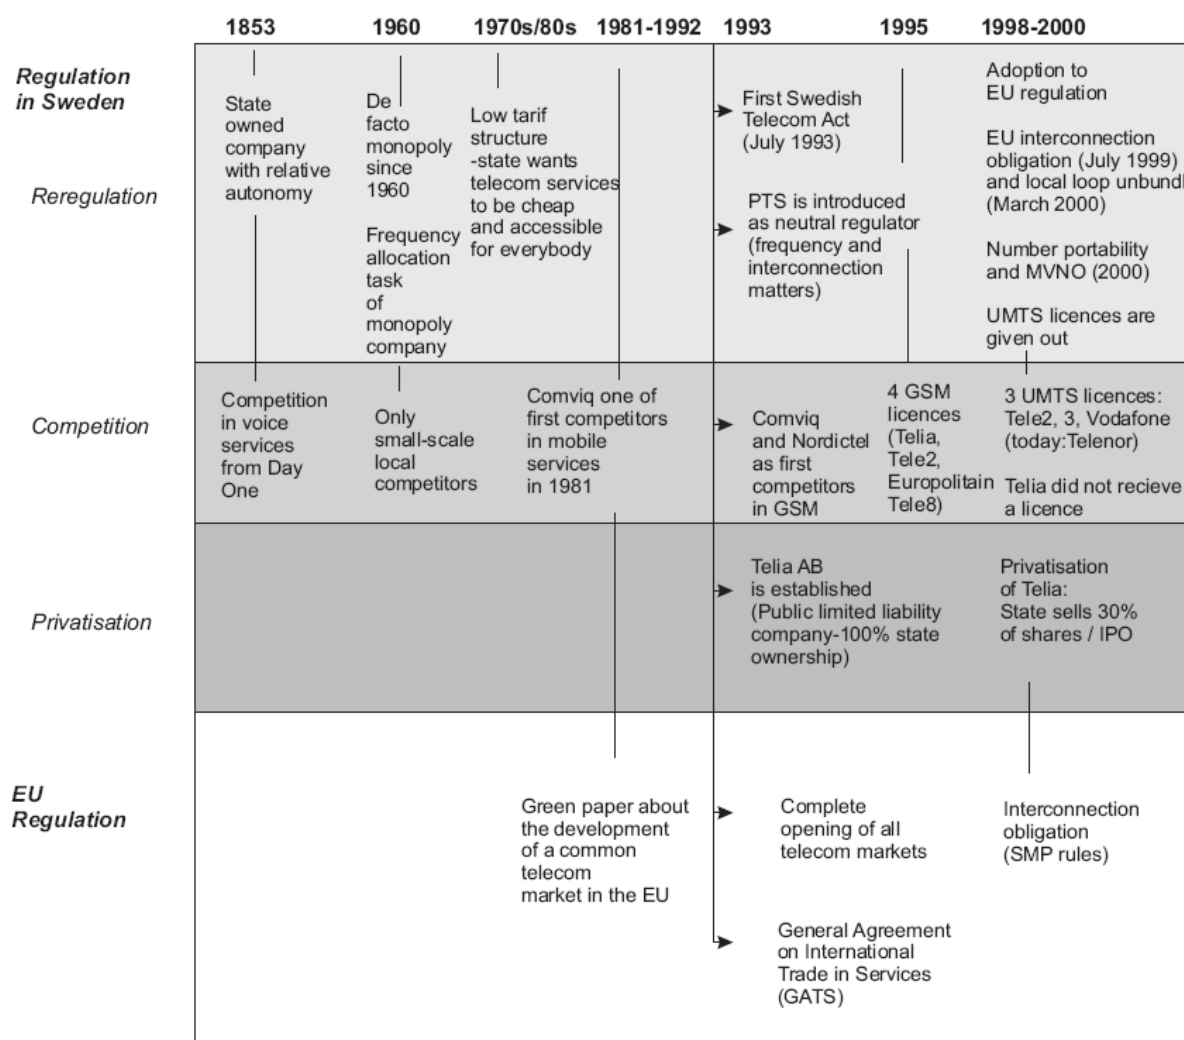 1853
1960
1970s/80s
1981-1992
1993
1995
1998-2000
Regulation
in Sweden
Reregulation
State
owned
company
with relative
autonomy
De
facto
monopoly
since
1960
Frequency
allocation
task
of
monopoly
company
Low tarif
structure
-state wants
telecom services
to be cheap
and accessible
for everybody
First Swedish
Telecom Act
(July 1993)
PTS is introduced
as neutral regulator
(frequency and
interconnection
matters)
Adoption to
EU regulation
EU interconnection
obligation (July 1999)
and local loop unbundl
(March 2000)
Number portability
and MVNO (2000)
UMTS licences are
given out
Competition
Competition
in voice
services
from Day
One
Only
small-scale
local
competitors
Comviq one of
first competitors
in mobile
services
in 1981
Comviq
and Nordictel
as first
competitors
in GSM
4 GSM
licences
(Telia,
Tele2,
Europolitain
Tele8)
3 UMTS licences:
Tele2, 3, Vodafone
(today:Telenor)
Telia did not recieve
a licence
Privatisation
Telia AB
is established
(Public limited liability
company-100% state
ownership)
Privatisation
of Telia:
State sells 30%
of shares / IPO
EU
Regulation
Green paper about
the development
of a common
telecom
market in the EU
Complete
opening of all
telecom markets
General Agreement
on International
Trade in Services
(GATS)
Interconnection
obligation
(SMP rules)